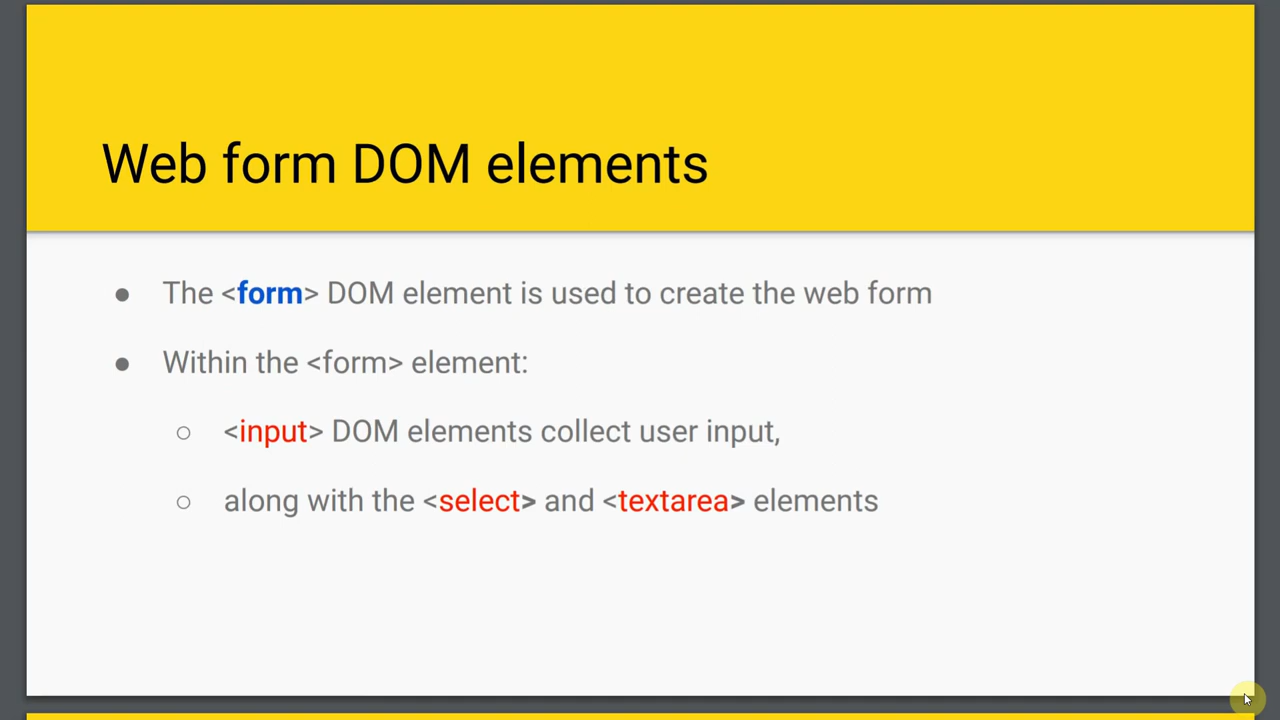 Web form DOM elements
● The <form> DOM element is used to create the web form
● Within the <form> element:
○ <input> DOM elements collect user input,
○ along with the <select> and <textarea> elements